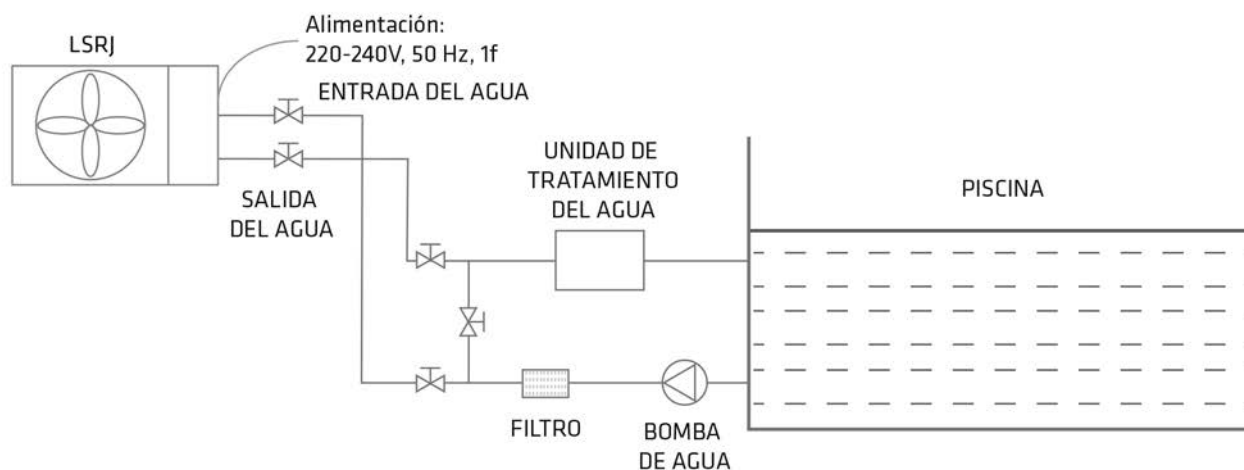 LSRJ
Alimentación:
220-240V, 50 Hz, 1f
ENTRADA DEL AGUA
SALIDA
DEL AGUA
UNIDAD DE
TRATAMIENTO
DEL AGUA
PISCINA
FILTRO
BOMBA
DE AGUA